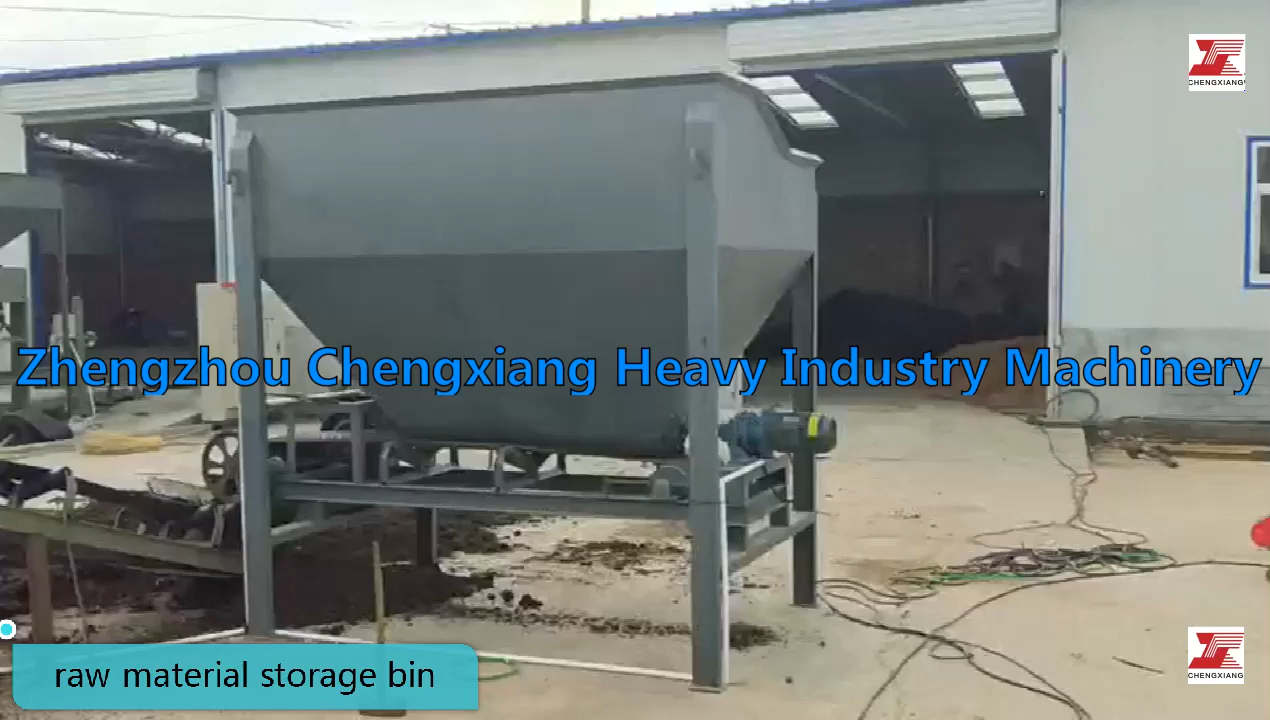 CHENGXIANG
Zhengzhou Chengxiang Heavy Industry Machinery
raw material storage bin
CHENGXIANG